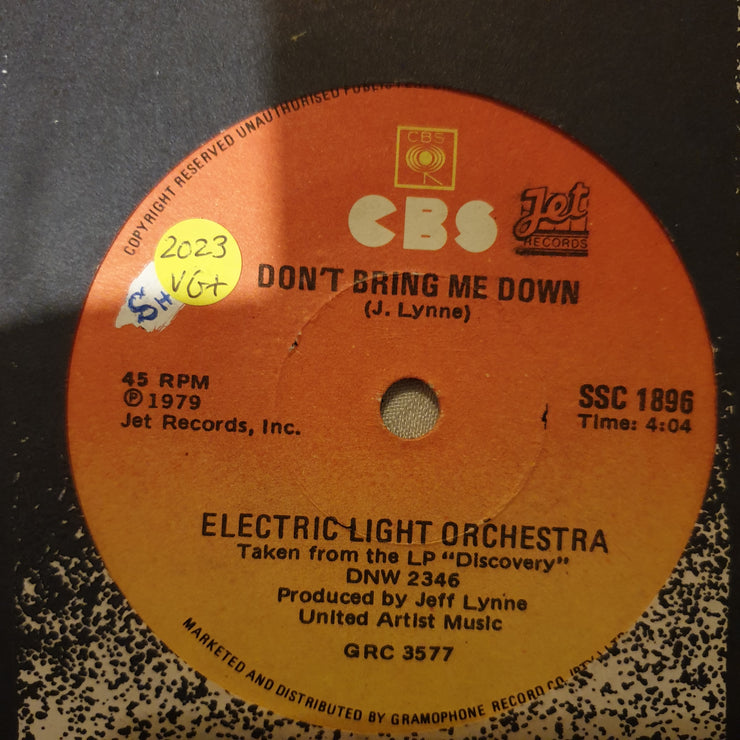 COPYRIGHT RESERVED UNAUTHORISED
CBS
CBS
Jet
RECORDS
2023
VG+
DON'T BRING ME DOWN
(J. Lynne)
45 RPM
Ⓟ 1979
Jet Records, Inc.
SSC 1896
Time: 4:04
ELECTRIC LIGHT ORCHESTRA
Taken from the LP "Discovery"
DNW 2346
Produced by Jeff Lynne
United Artist Music
GRC 3577
MARKETED AND DISTRIBUTED BY GRAMOPHONE RECORD CO. (PTY) LTD